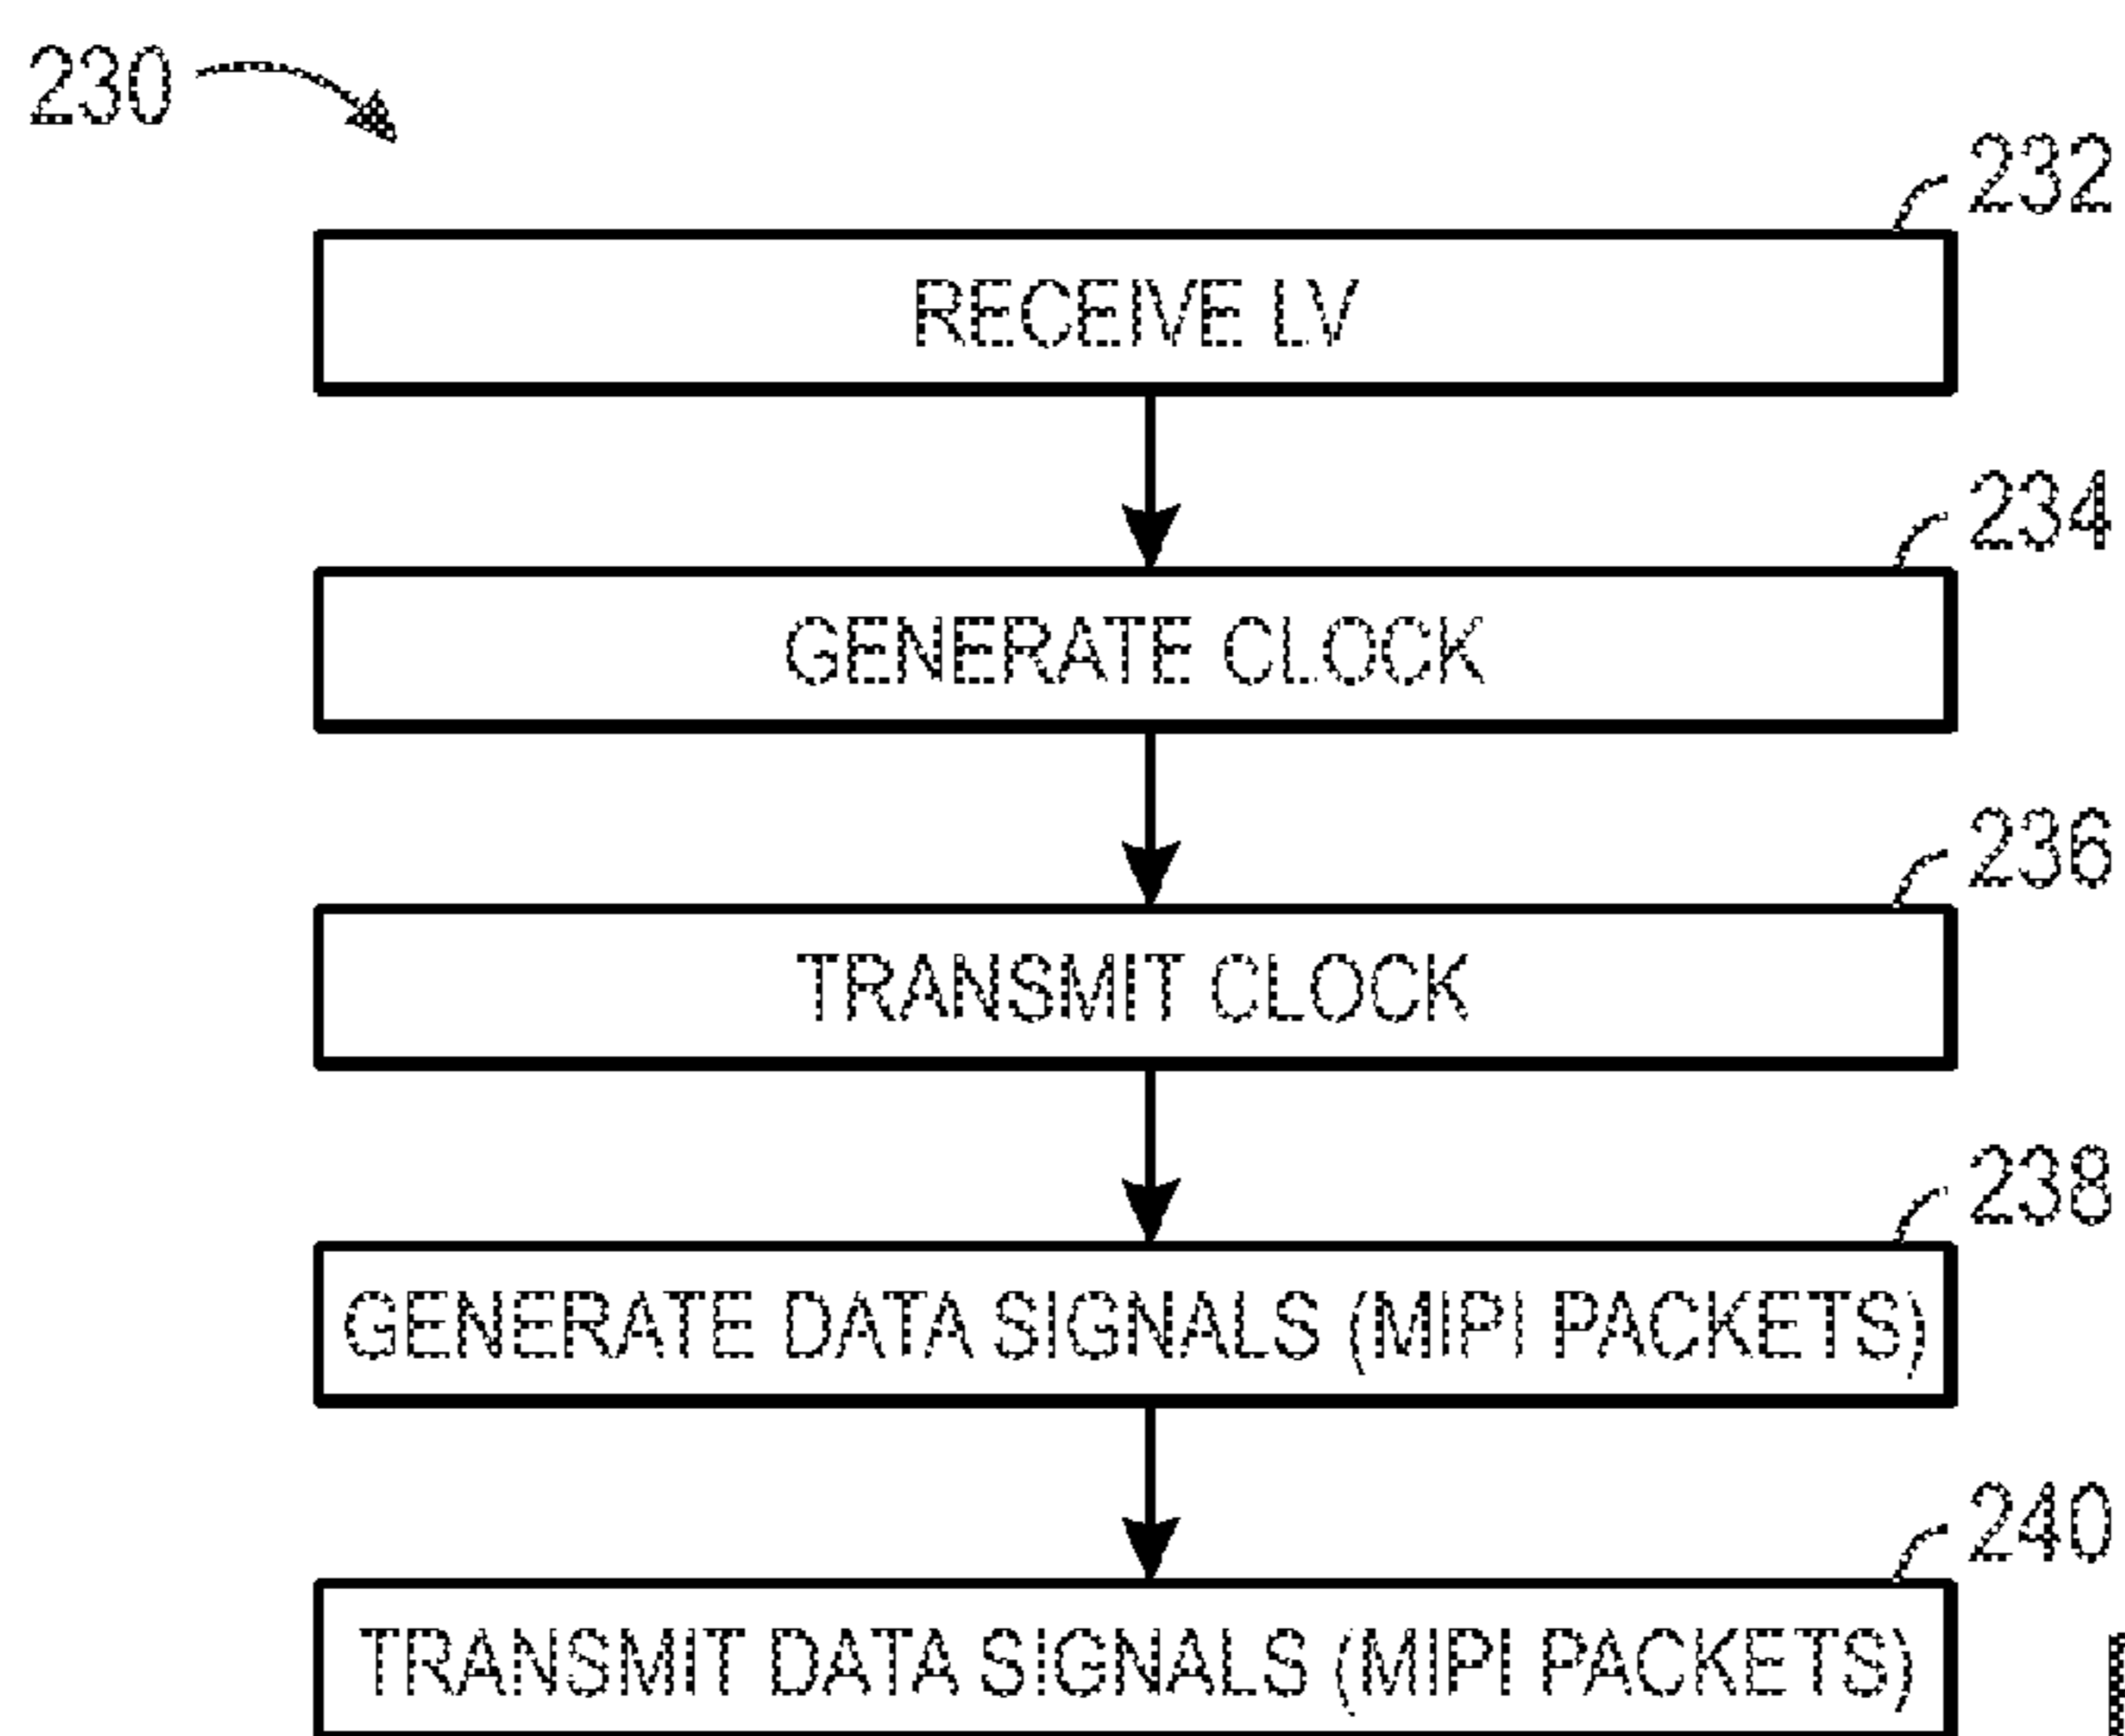 230
232
RECEIVE LV
234
GENERATE CLOCK
236
TRANSMIT CLOCK
238
GENERATE DATA SIGNALS (MIPI PACKETS)
240
TRANSMIT DATA SIGNALS (MIPI PACKETS)